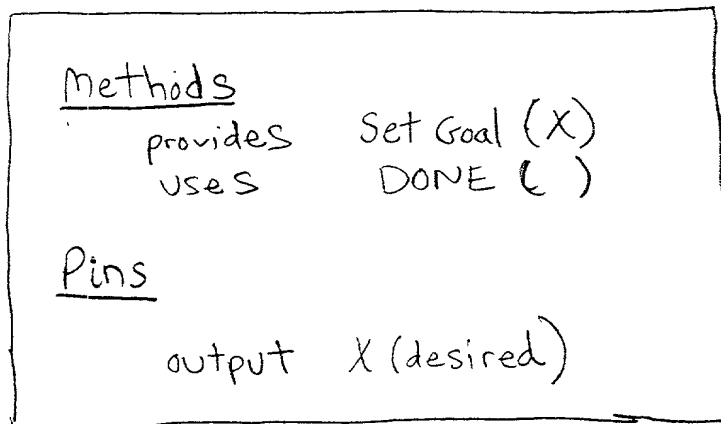 Methods
provides Set Goal (X)
uses DONE ( )
Pins
output X (desired)